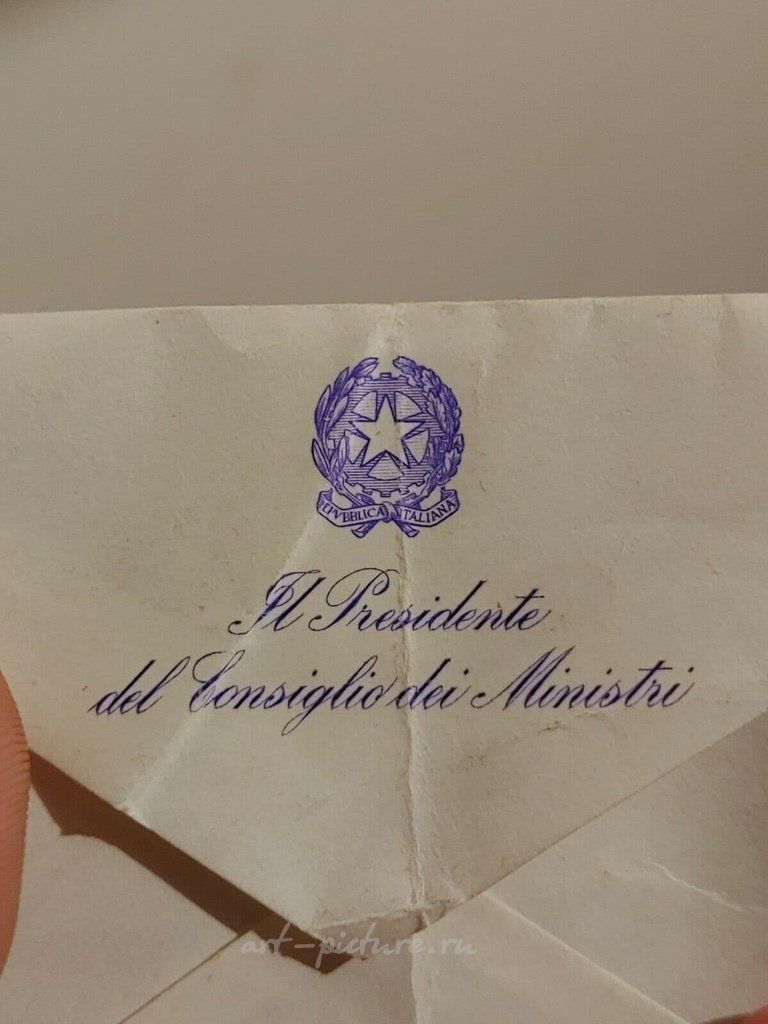 REPVBBLICA ITALIANA
Il Presidente
del Consiglio dei Ministri
art-picture.ru